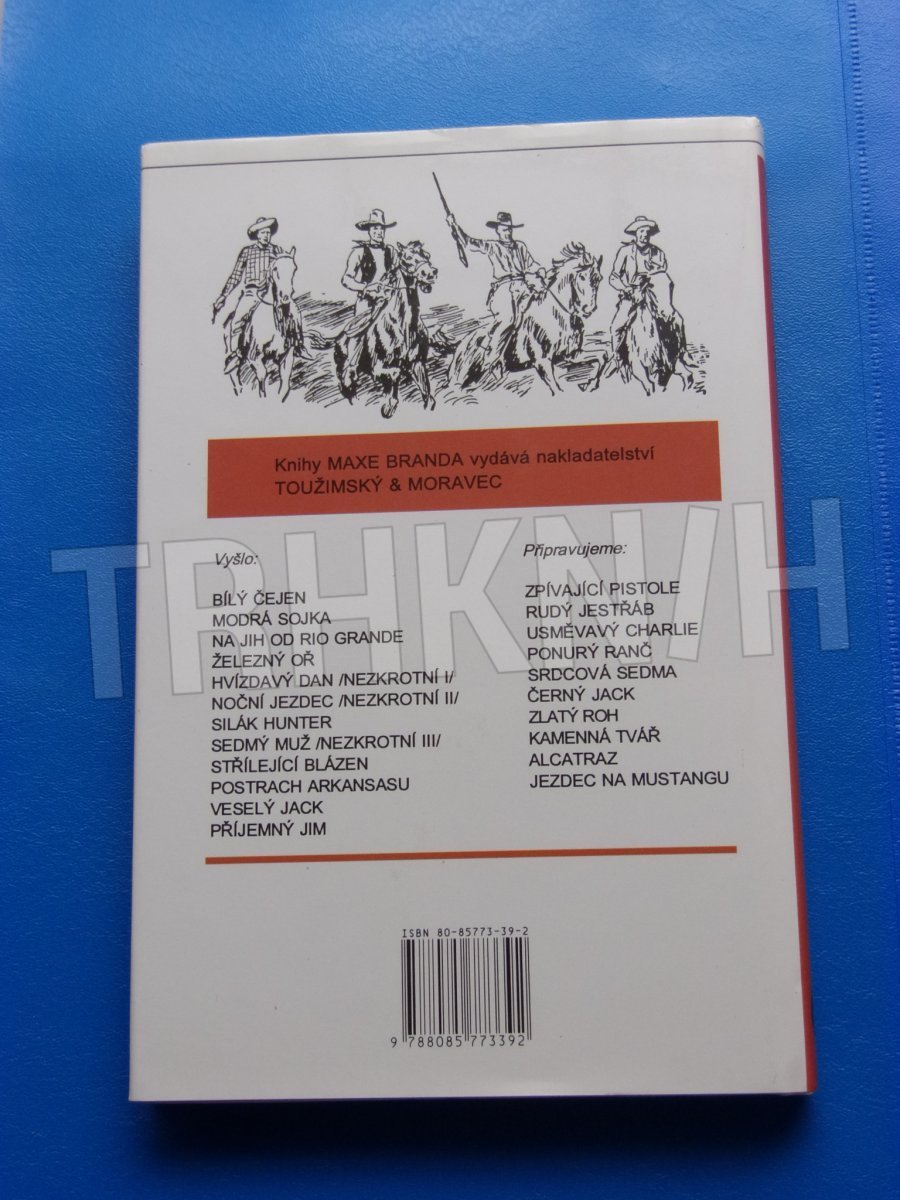 Knihy MAXE BRANDA vydává nakladatelství
TOUŽIMSKÝ & MORAVEC
Vyšlo:
BÍLÝ ČEJEN
MODRÁ SOJKA
NA JIH OD RIO GRANDE
ŽELEZNÝ OŘ
HVÍZDAVÝ DAN /NEZKROTNÍ I/
NOČNÍ JEZDEC /NEZKROTNÍ II/
SILÁK HUNTER
SEDMÝ MUŽ /NEZKROTNÍ III/
STŘÍLEJÍCÍ BLÁZEN
POSTRACH ARKANSASU
VESELÝ JACK
PŘÍJEMNÝ JIM
Připravujeme:
ZPÍVAJÍCÍ PISTOLE
RUDÝ JESTŘÁB
USMĚVAVÝ CHARLIE
PONURÝ RANČ
SRDCOVÁ SEDMA
ČERNÝ JACK
ZLATÝ ROH
KAMENNÁ TVÁŘ
ALCATRAZ
JEZDEC NA MUSTANGU
TRHKNIH
ISBN 80-85773-39-2
9 788085 773392